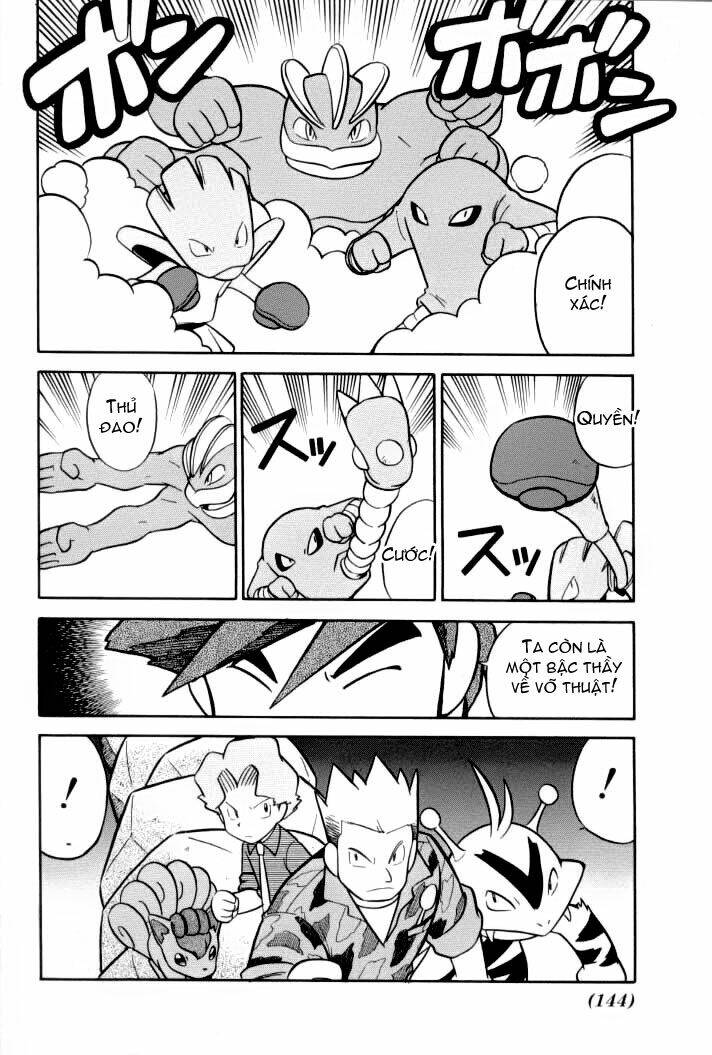 ボン
ボン
ボン
CHÍNH
XÁC!
QUYỀN!
スッ
スッ
CƯỚC!
THỦ
ĐAO!
TA CÒN LÀ
MỘT BẬC THẦY
VỀ VÕ THUẬT!
!
!
(144)